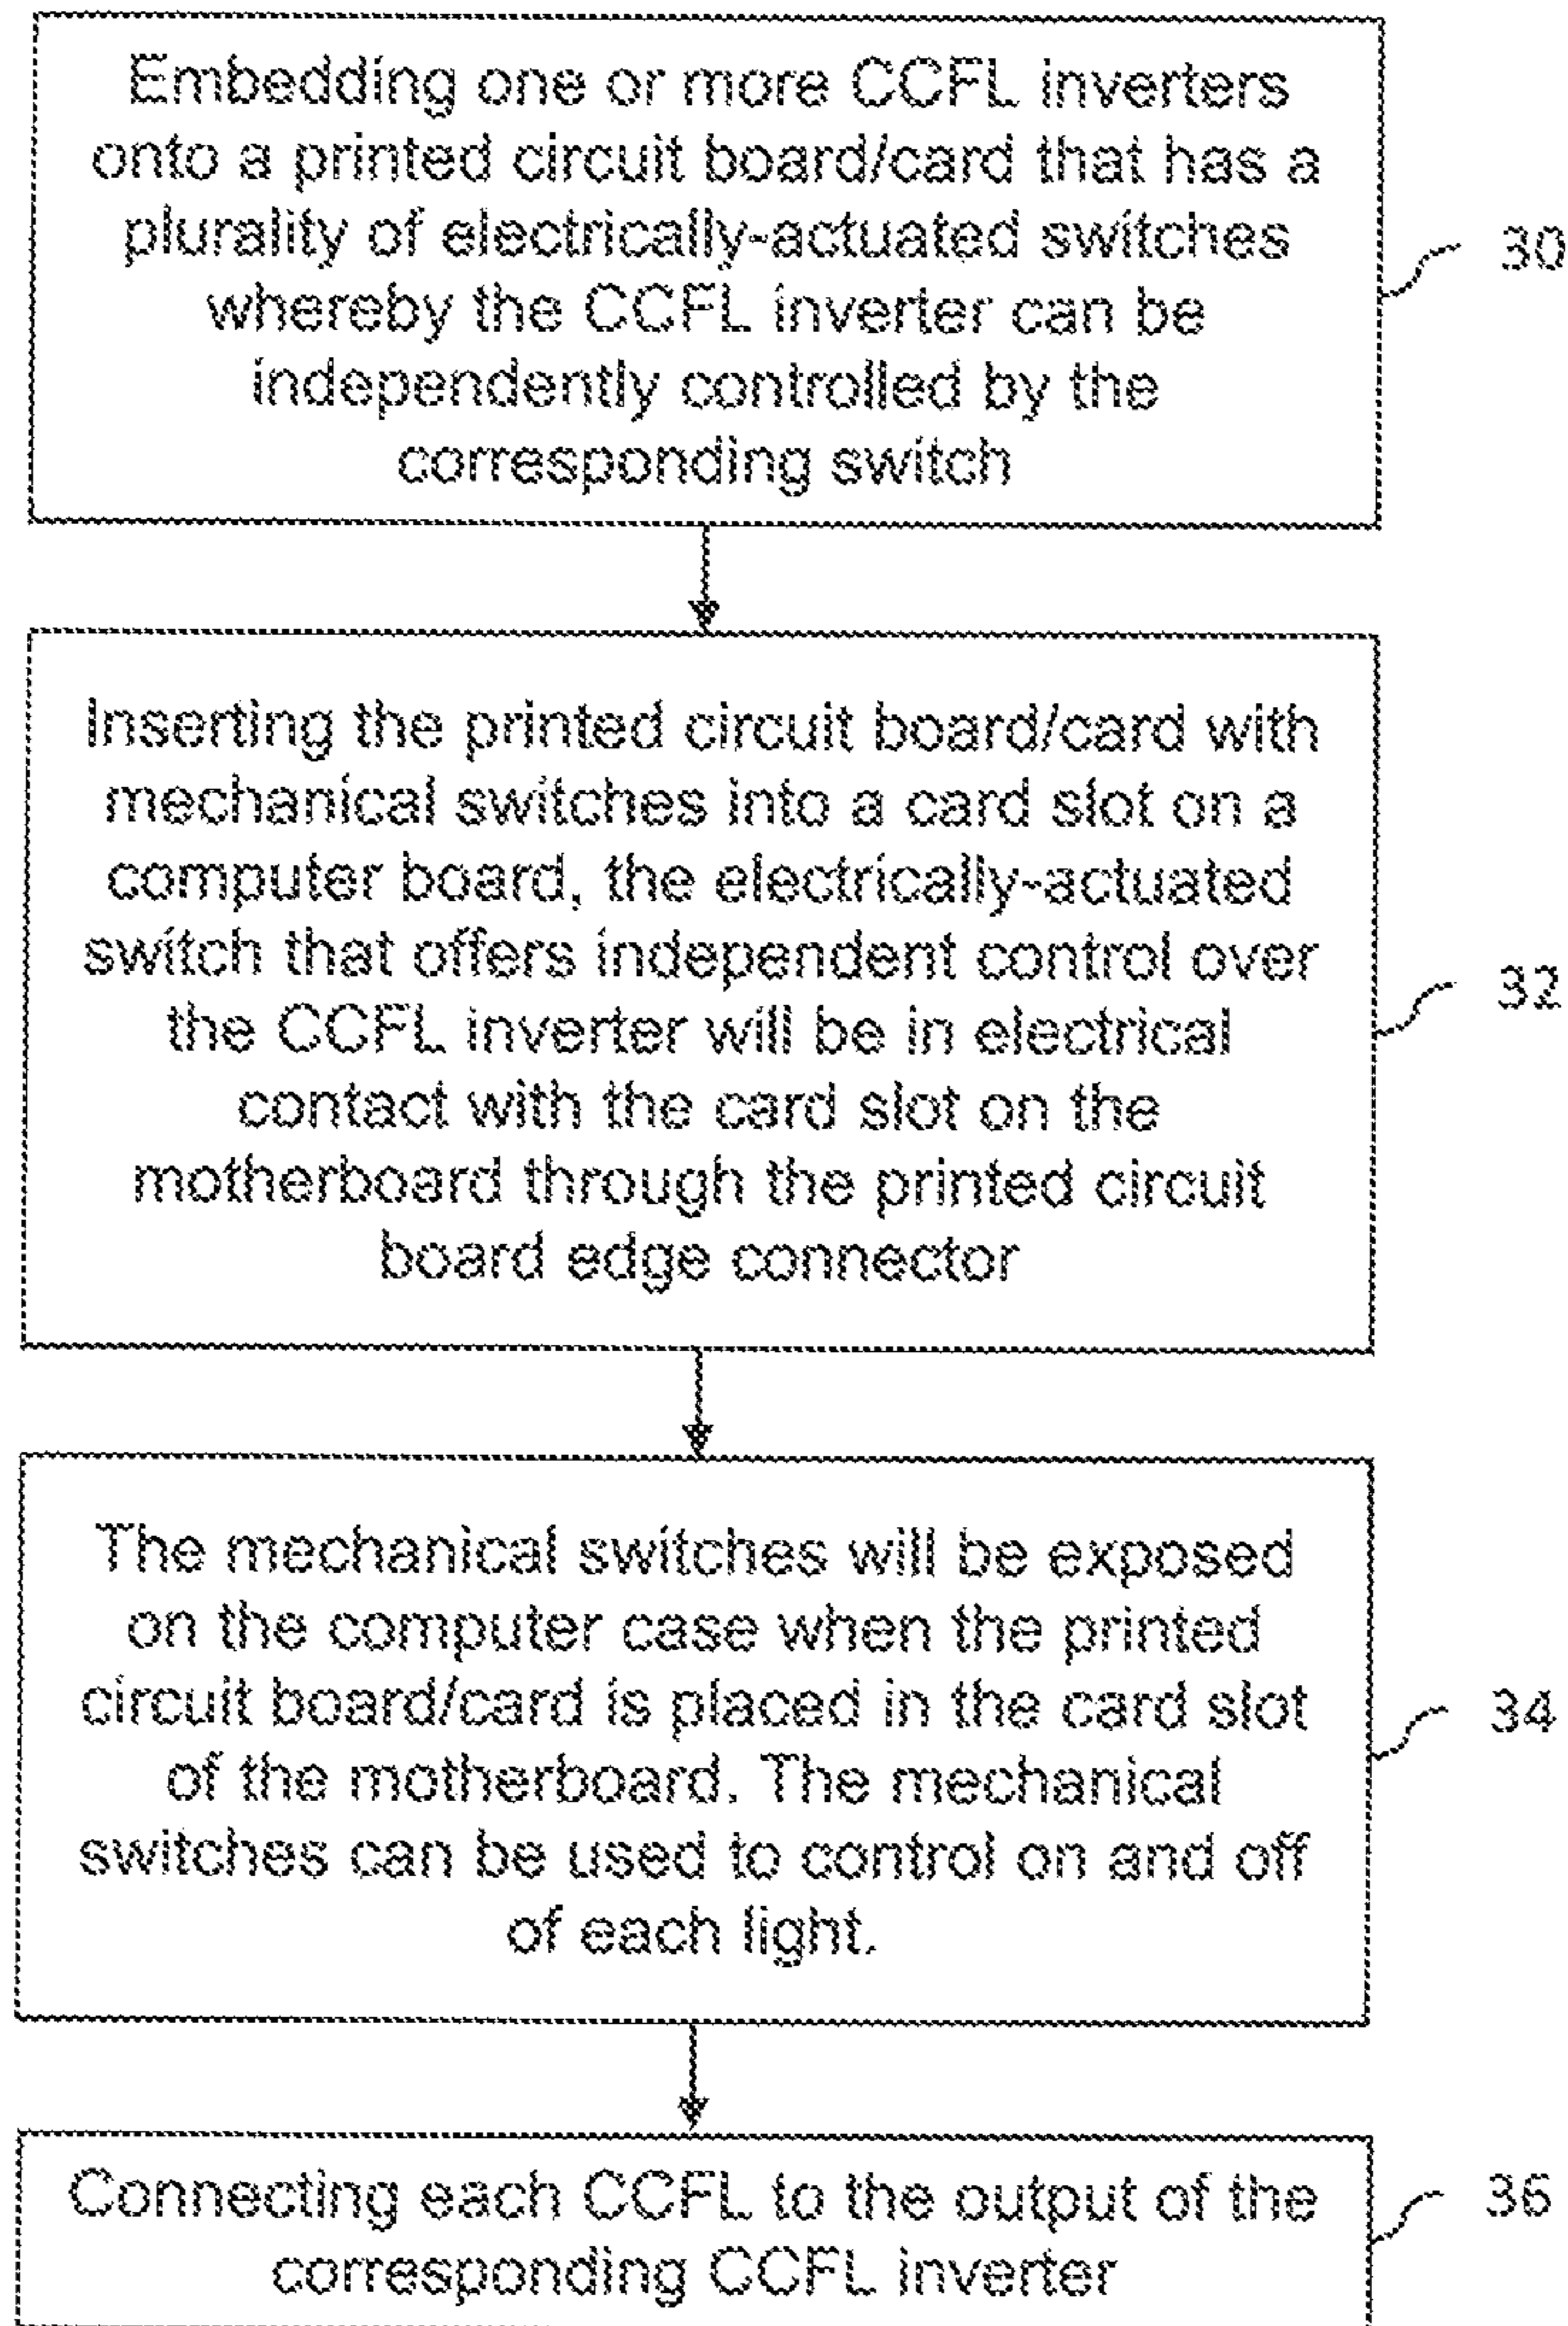 Embedding one or more CCFL inverters
onto a printed circuit board/card that has a
plurality of electrically-actuated switches
whereby the CCFL inverter can be
independently controlled by the
corresponding switch
30
Inserting the printed circuit board/card with
mechanical switches into a card slot on a
computer board, the electrically-actuated
switch that offers independent control over
the CCFL inverter will be in electrical
contact with the card slot on the
motherboard through the printed circuit
board edge connector
32
The mechanical switches will be exposed
on the computer case when the printed
circuit board/card is placed in the card slot
of the motherboard. The mechanical
switches can be used to control on and off
of each light.
34
Connecting each CCFL to the output of the
corresponding CCFL inverter
36